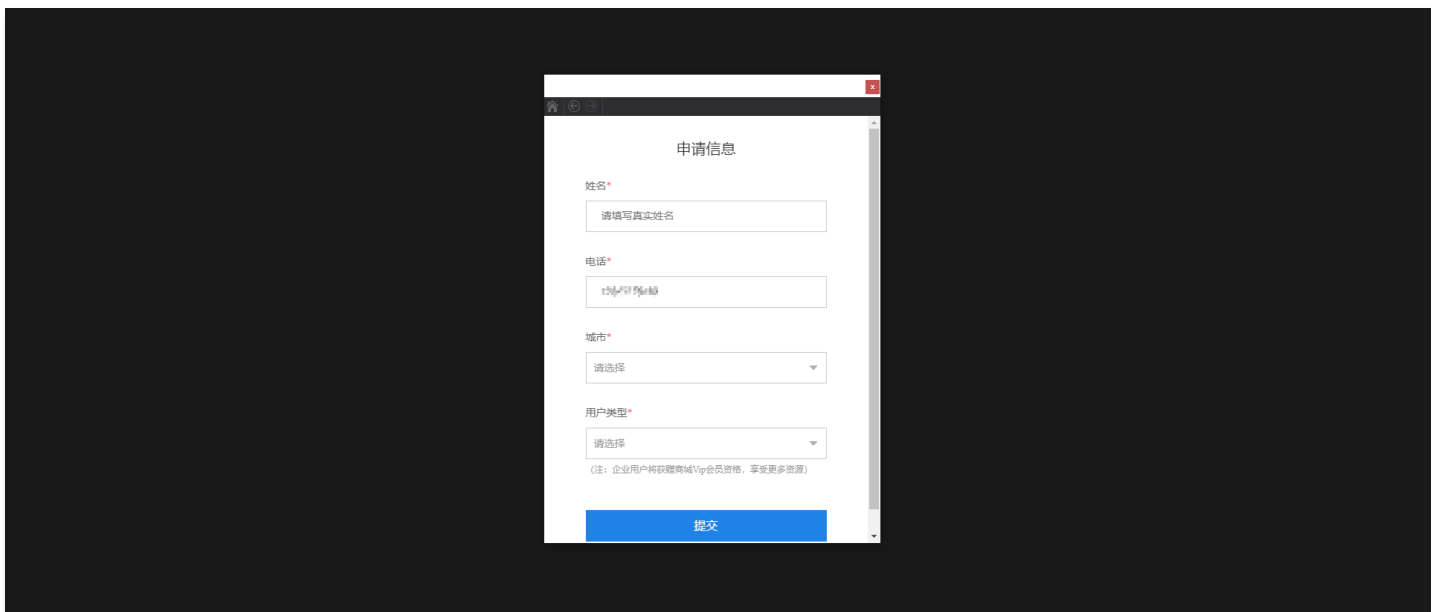 x
申请信息
姓名*
请填写真实姓名
电话*
城市*
请选择
用户类型*
请选择
(注：企业用户将获赠商城Vip会员资格，享受更多资源)
提交